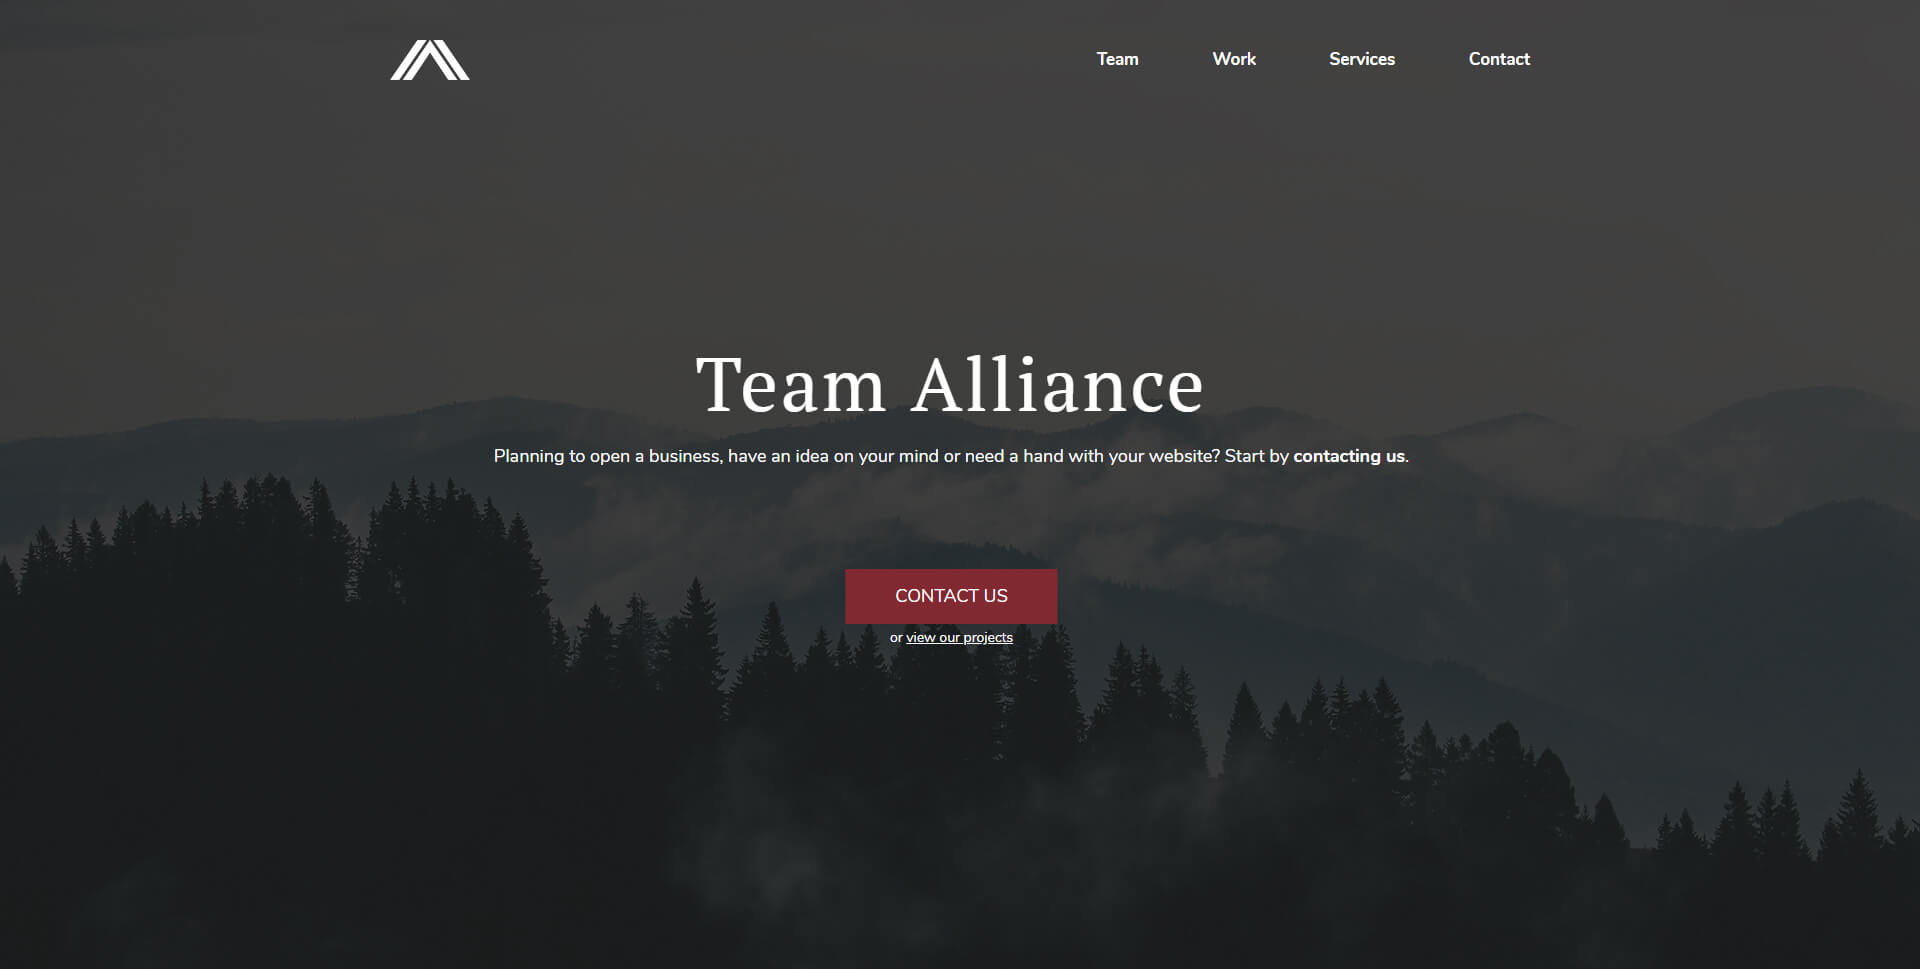 Team Work Services Contact
Team Alliance
Planning to open a business, have an idea on your mind or need a hand with your website? Start by contacting us.
CONTACT US
or view our projects